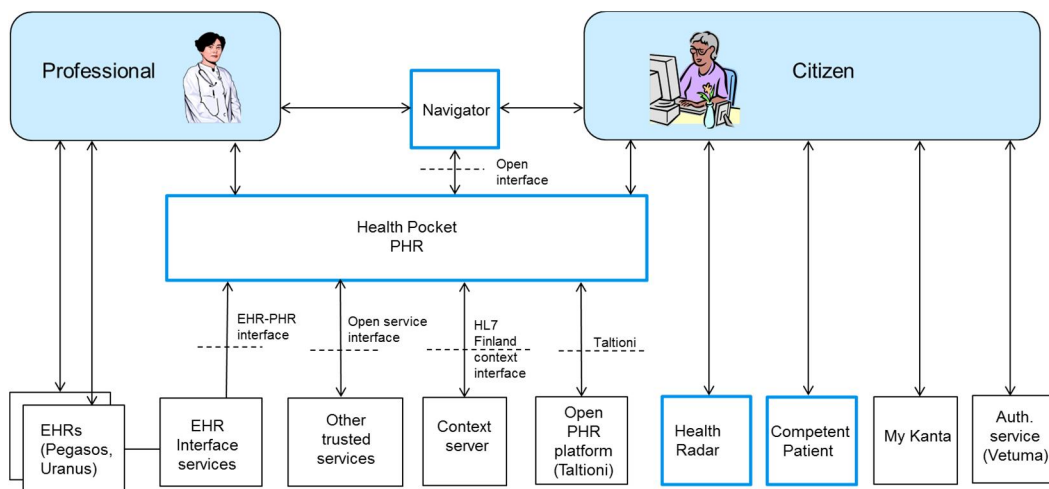 Professional
Citizen
Navigator
Open
interface
Health Pocket
PHR
EHR-PHR
interface
Open service
interface
HL7
Finland
context
interface
Taltioni
EHRs
(Pegasos,
Uranus)
EHR
Interface
services
Other
trusted
services
Context
server
Open
PHR
platform
(Taltioni)
Health
Radar
Competent
Patient
My Kanta
Auth.
service
(Vetuma)